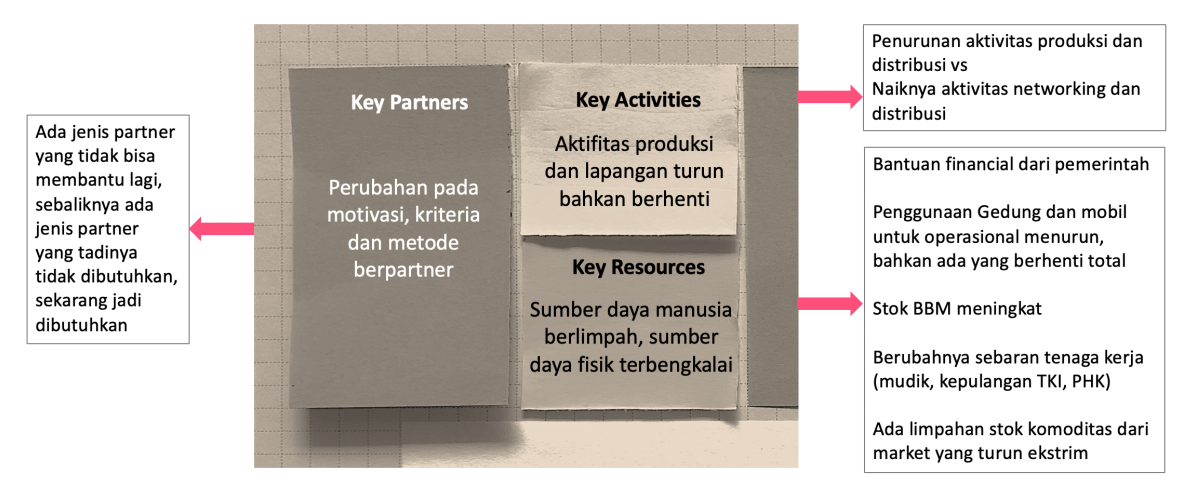 Ada jenis partner
yang tidak bisa
membantu lagi,
sebaliknya ada
jenis partner
yang tadinya
tidak dibutuhkan,
sekarang jadi
dibutuhkan
Key Partners
Perubahan pada
motivasi, kriteria
dan metode
berpartner
Key Activities
Aktifitas produksi
dan lapangan turun
bahkan berhenti
Key Resources
Sumber daya manusia
berlimpah, sumber
daya fisik terbengkalai
Penurunan aktivitas produksi dan
distribusi vs
Naiknya aktivitas networking dan
distribusi
Bantuan financial dari pemerintah
Penggunaan Gedung dan mobil
untuk operasional menurun,
bahkan ada yang berhenti total
Stok BBM meningkat
Berubahnya sebaran tenaga kerja
(mudik, kepulangan TKI, PHK)
Ada limpahan stok komoditas dari
market yang turun ekstrim